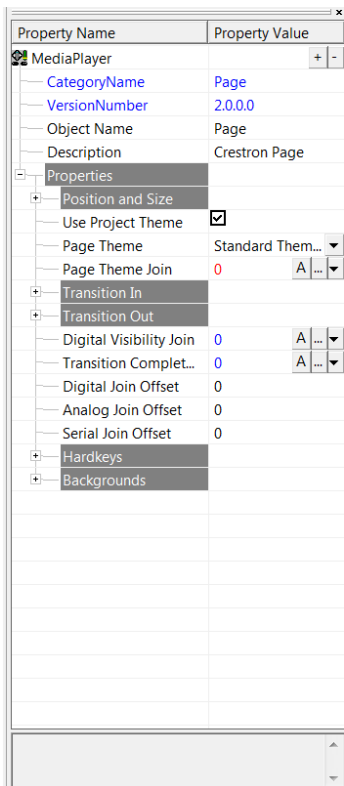 Property Name Property Value
MediaPlayer + -
CategoryName Page
VersionNumber 2.0.0.0
Object Name Page
Description Crestron Page
Properties
Position and Size
Use Project Theme
Page Theme Standard Them...
Page Theme Join 0 A ...
Transition In
Transition Out
Digital Visibility Join 0 A ...
Transition Complet... 0 A ...
Digital Join Offset 0
Analog Join Offset 0
Serial Join Offset 0
Hardkeys
Backgrounds